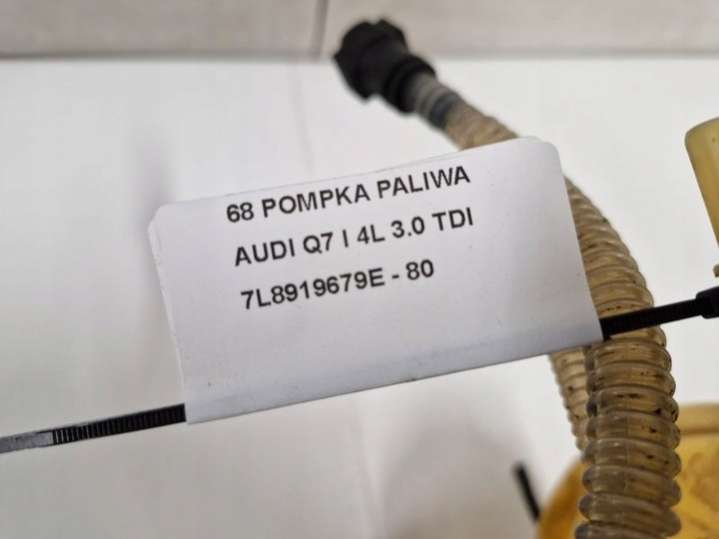 68 POMPKA PALIWA
AUDI Q7 I 4L 3.0 TDI
7L8919679E - 80